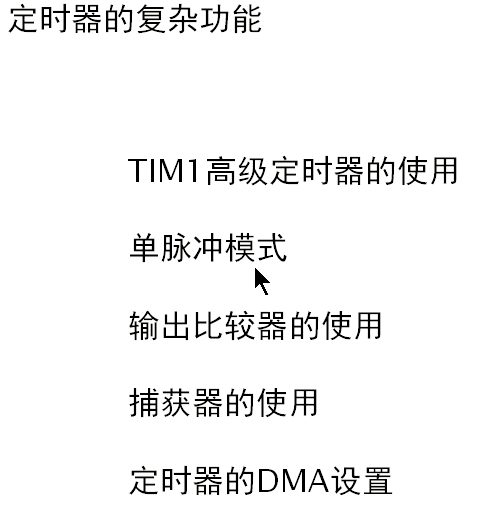 定时器的复杂功能
TIM1高级定时器的使用
单脉冲模式
输出比较器的使用
捕获器的使用
定时器的DMA设置